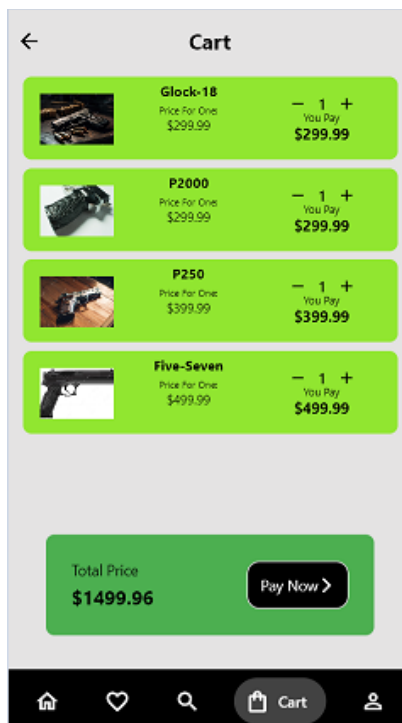 Cart
Glock-18
Price For One:
$299.99
− 1 +
You Pay
$299.99
P2000
Price For One:
$299.99
− 1 +
You Pay
$299.99
P250
Price For One:
$399.99
− 1 +
You Pay
$399.99
Five-Seven
Price For One:
$499.99
− 1 +
You Pay
$499.99
Total Price
$1499.96
Pay Now
Cart